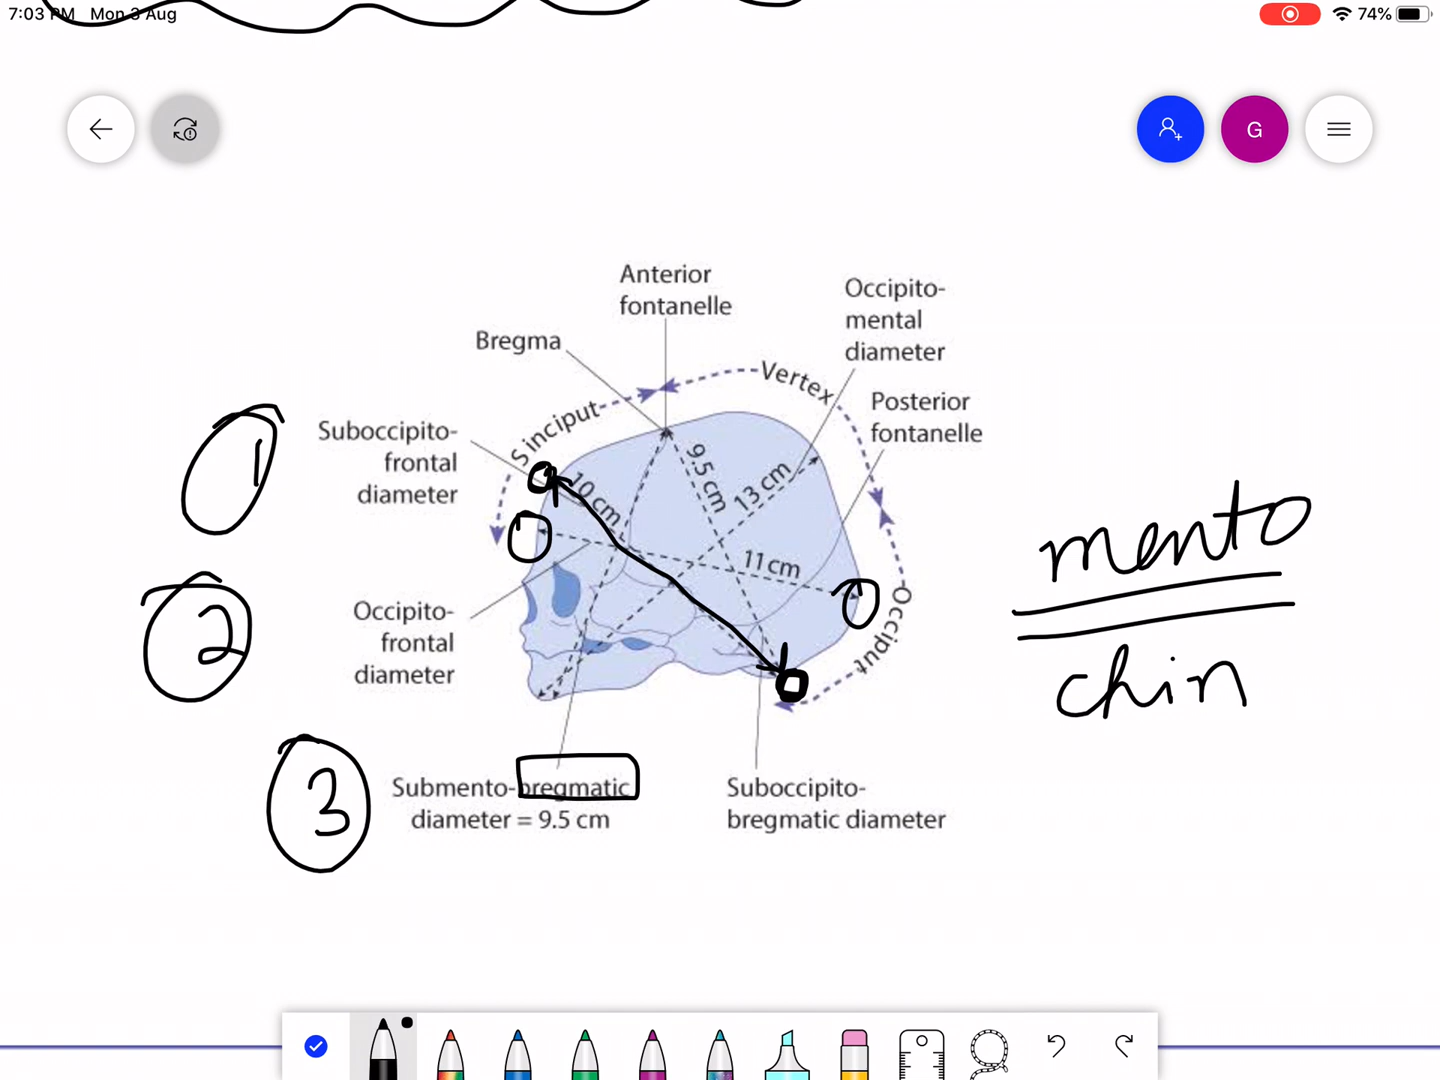 7:03 PM Mon 3 Aug
74%
G
Anterior
fontanelle
Occipito-
mental
diameter
Bregma
Vertex
Posterior
fontanelle
Sinciput
Suboccipito-
frontal
diameter
1
10 cm
9.5 cm
13 cm
11 cm
mento
chin
Occipito-
frontal
diameter
2
Occiput
3
Submento-bregmatic
diameter = 9.5 cm
Suboccipito-
bregmatic diameter